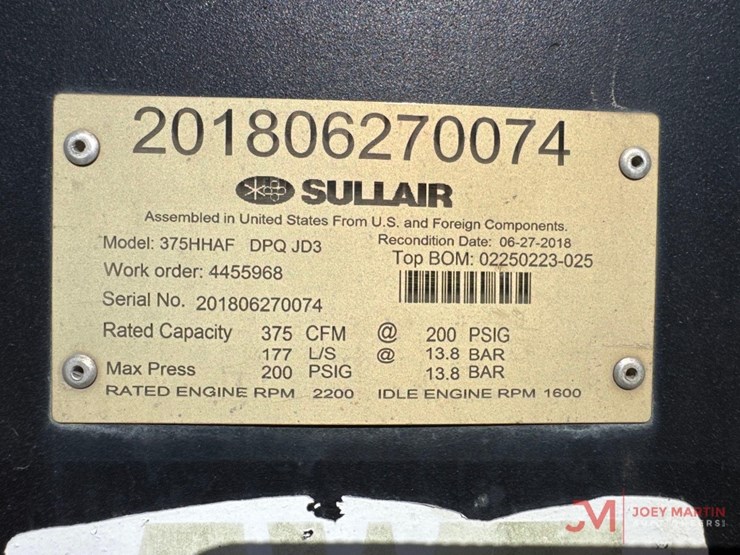 201806270074
SULLAIR
Assembled in United States From U.S. and Foreign Components.
Model: 375HHAF DPQ JD3
Recondition Date: 06-27-2018
Work order: 4455968
Top BOM: 02250223-025
Serial No. 201806270074
Rated Capacity 375 CFM @ 200 PSIG
177 L/S @ 13.8 BAR
Max Press 200 PSIG 13.8 BAR
RATED ENGINE RPM 2200 IDLE ENGINE RPM 1600
JM JOEY MARTIN
AUCTIONEERS LLC